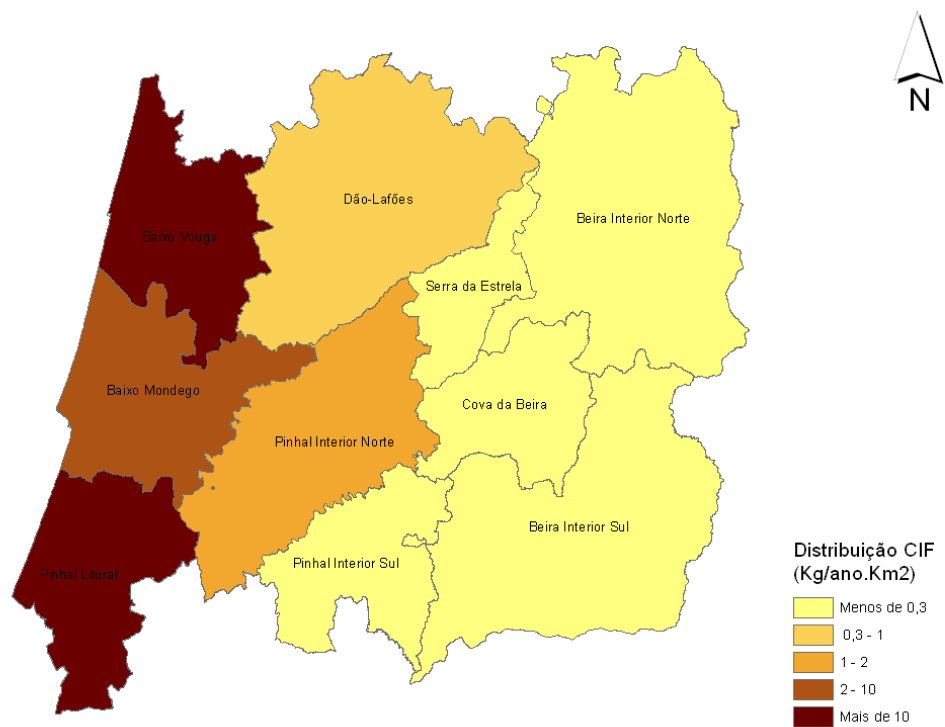 N
Dão-Lafões
Beira Interior Norte
Baixo Vouga
Serra da Estrela
Baixo Mondego
Cova da Beira
Pinhal Interior Norte
Beira Interior Sul
Pinhal Interior Sul
Pinhal Litoral
Distribuição CIF
(Kg/ano.Km2)
Menos de 0,3
0,3 - 1
1 - 2
2 - 10
Mais de 10